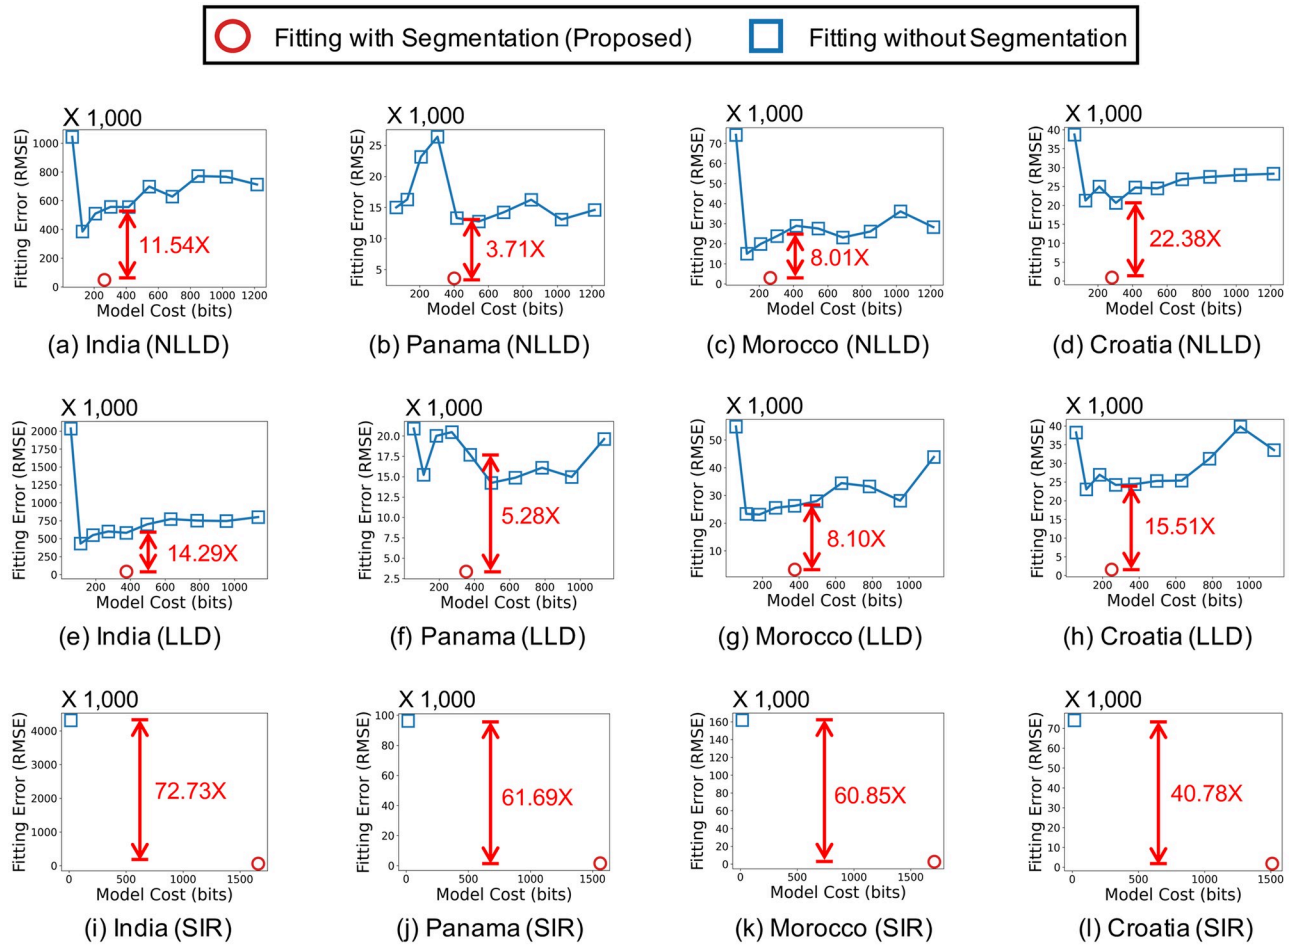 Fitting with Segmentation (Proposed) Fitting without Segmentation
X 1,000 X 1,000 X 1,000 X 1,000
Fitting Error (RMSE) 1000 800 600 400 200 0 11.54X 200 400 600 800 1000 1200 Model Cost (bits)
Fitting Error (RMSE) 25 20 15 10 5 3.71X 200 400 600 800 1000 1200 Model Cost (bits)
Fitting Error (RMSE) 70 60 50 40 30 20 10 0 8.01X 200 400 600 800 1000 1200 Model Cost (bits)
Fitting Error (RMSE) 40 35 30 25 20 15 10 5 0 22.38X 200 400 600 800 1000 1200 Model Cost (bits)
(a) India (NLLD) (b) Panama (NLLD) (c) Morocco (NLLD) (d) Croatia (NLLD)
X 1,000 X 1,000 X 1,000 X 1,000
Fitting Error (RMSE) 2000 1750 1500 1250 1000 750 500 250 0 14.29X 200 400 600 800 1000 Model Cost (bits)
Fitting Error (RMSE) 20.0 17.5 15.0 12.5 10.0 7.5 5.0 2.5 5.28X 200 400 600 800 1000 Model Cost (bits)
Fitting Error (RMSE) 50 40 30 20 10 8.10X 200 400 600 800 1000 Model Cost (bits)
Fitting Error (RMSE) 40 35 30 25 20 15 10 5 0 15.51X 200 400 600 800 1000 Model Cost (bits)
(e) India (LLD) (f) Panama (LLD) (g) Morocco (LLD) (h) Croatia (LLD)
X 1,000 X 1,000 X 1,000 X 1,000
Fitting Error (RMSE) 4000 3000 2000 1000 0 72.73X 0 500 1000 1500 Model Cost (bits)
Fitting Error (RMSE) 100 80 60 40 20 0 61.69X 0 500 1000 1500 Model Cost (bits)
Fitting Error (RMSE) 160 140 120 100 80 60 40 20 0 60.85X 0 500 1000 1500 Model Cost (bits)
Fitting Error (RMSE) 70 60 50 40 30 20 10 0 40.78X 0 500 1000 1500 Model Cost (bits)
(i) India (SIR) (j) Panama (SIR) (k) Morocco (SIR) (l) Croatia (SIR)